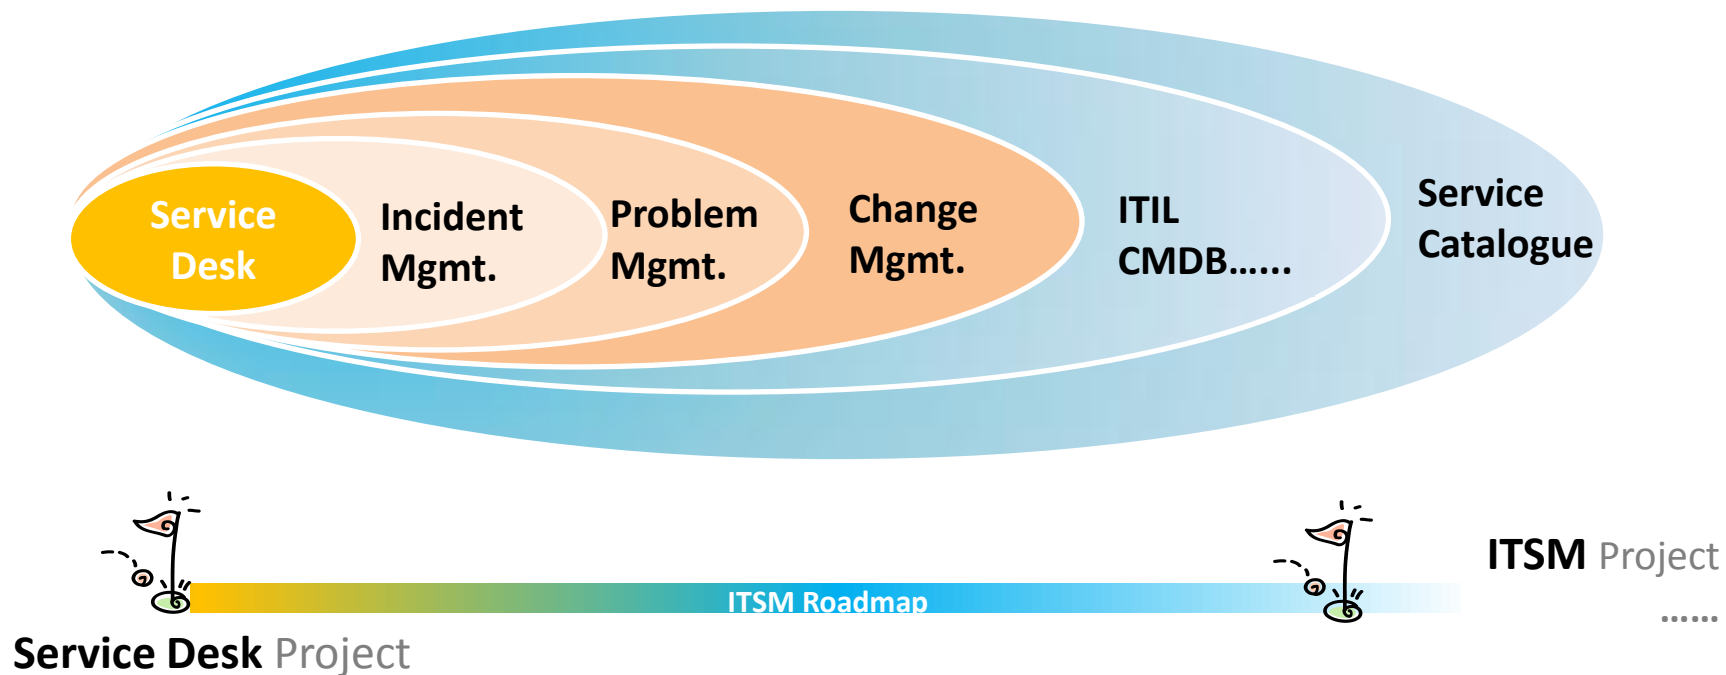 Service
Desk
Incident
Mgmt.
Problem
Mgmt.
Change
Mgmt.
ITIL
CMDB…...
Service
Catalogue
ITSM Project
ITSM Roadmap
……
Service Desk Project